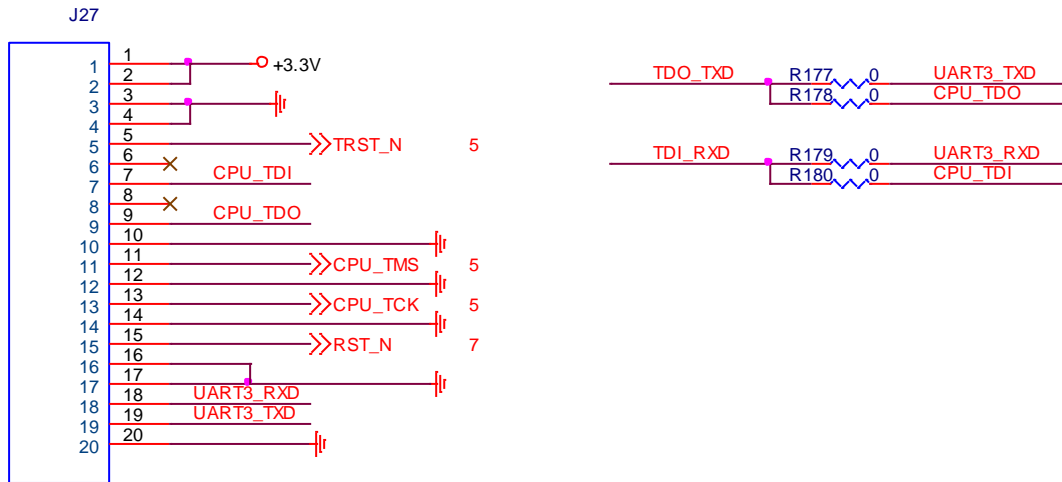 J27
1 1 +3.3V
2 2
3 3
4 4
5 5 TRST_N 5
6 6
7 7 CPU_TDI
8 8
9 9 CPU_TDO
10 10
11 11 CPU_TMS 5
12 12
13 13 CPU_TCK 5
14 14
15 15 RST_N 7
16 16
17 17
18 18 UART3_RXD
19 19 UART3_TXD
20 20
TDO_TXD R177 0 UART3_TXD
R178 0 CPU_TDO
TDI_RXD R179 0 UART3_RXD
R180 0 CPU_TDI